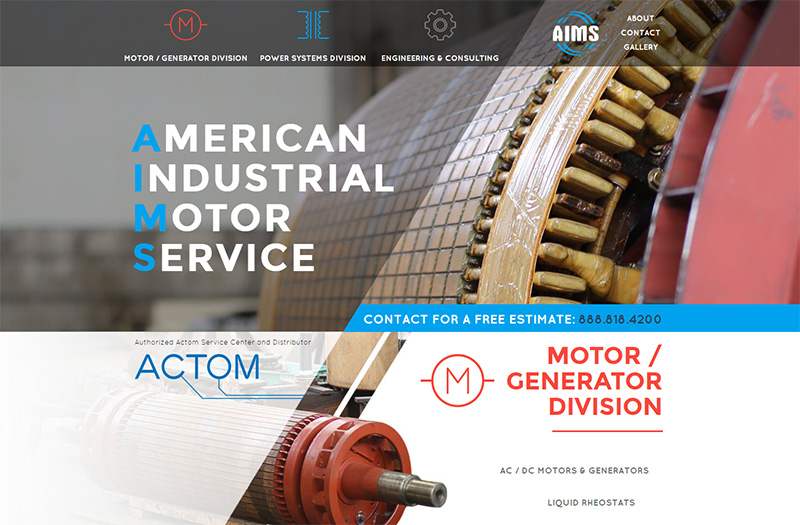 MOTOR / GENERATOR DIVISION
POWER SYSTEMS DIVISION
ENGINEERING & CONSULTING
AIMS
ABOUT
CONTACT
GALLERY
AMERICAN
INDUSTRIAL
MOTOR
SERVICE
CONTACT FOR A FREE ESTIMATE: 888.818.4200
Authorized Actom Service Center and Distributor
ACTOM
M
MOTOR /
GENERATOR
DIVISION
AC / DC MOTORS & GENERATORS
LIQUID RHEOSTATS